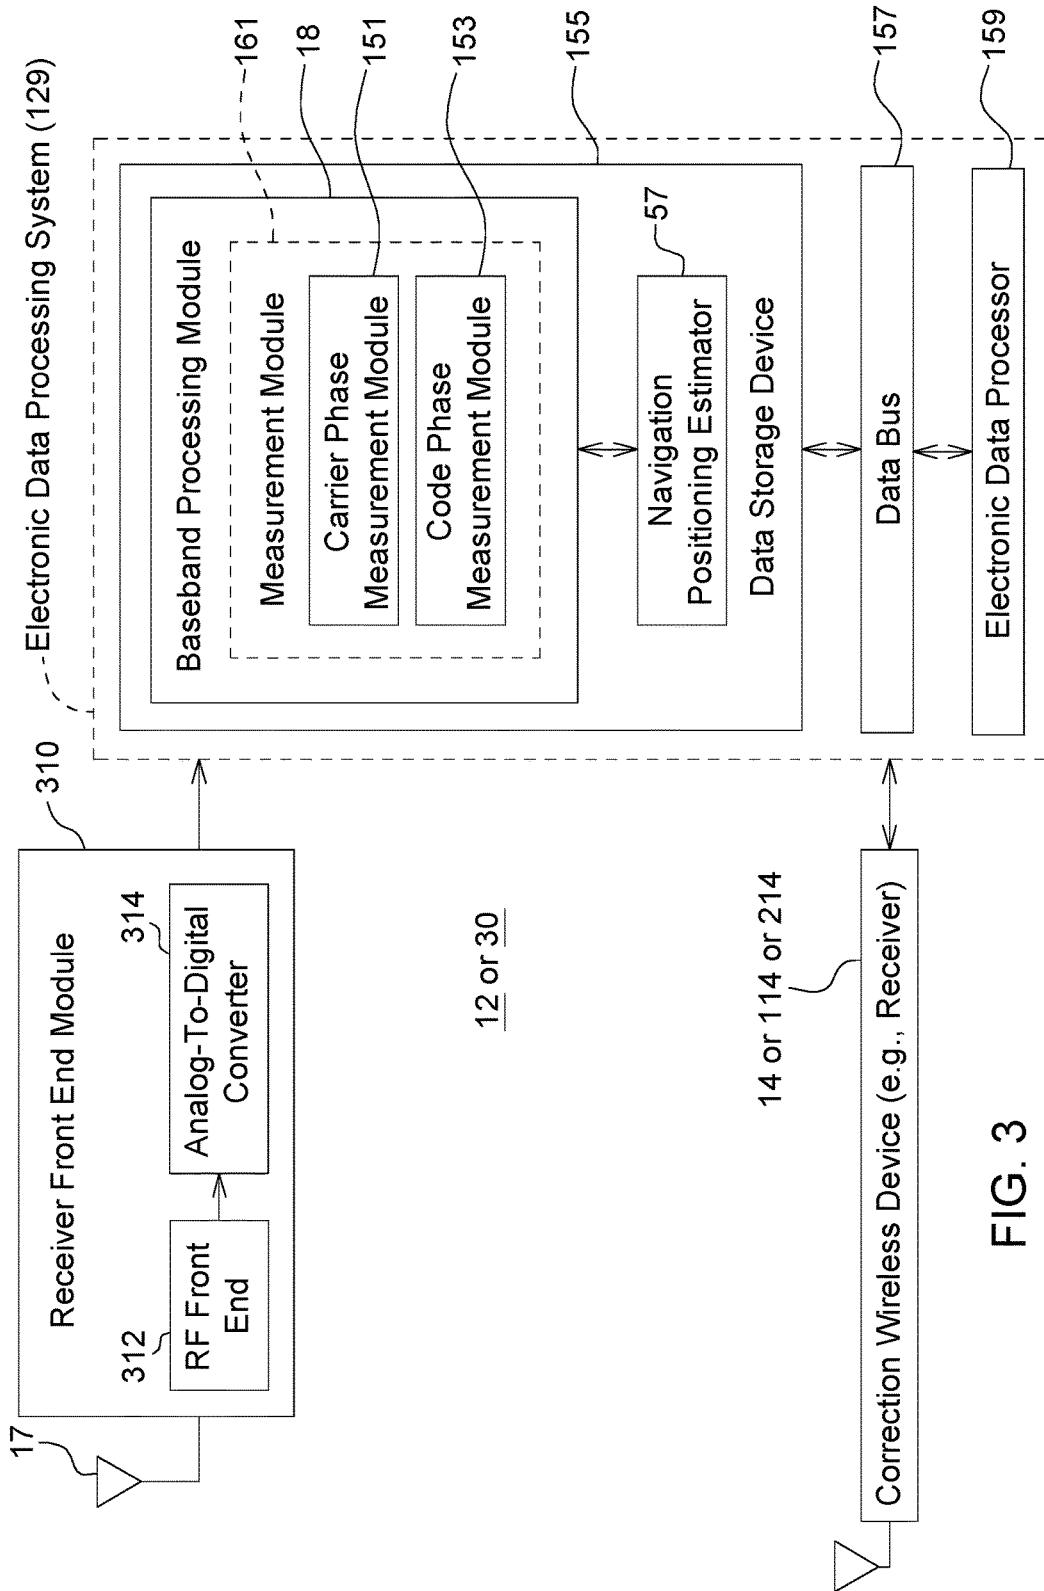 17
Receiver Front End Module
310
312
RF Front
End
314
Analog-To-Digital
Converter
Electronic Data Processing System (129)
Baseband Processing Module
Measurement Module
Carrier Phase
Measurement Module
Code Phase
Measurement Module
Navigation
Positioning Estimator
57
Data Storage Device
Data Bus
Electronic Data Processor
161
18
151
153
155
157
159
12 or 30
14 or 114 or 214
Correction Wireless Device (e.g., Receiver)
FIG. 3